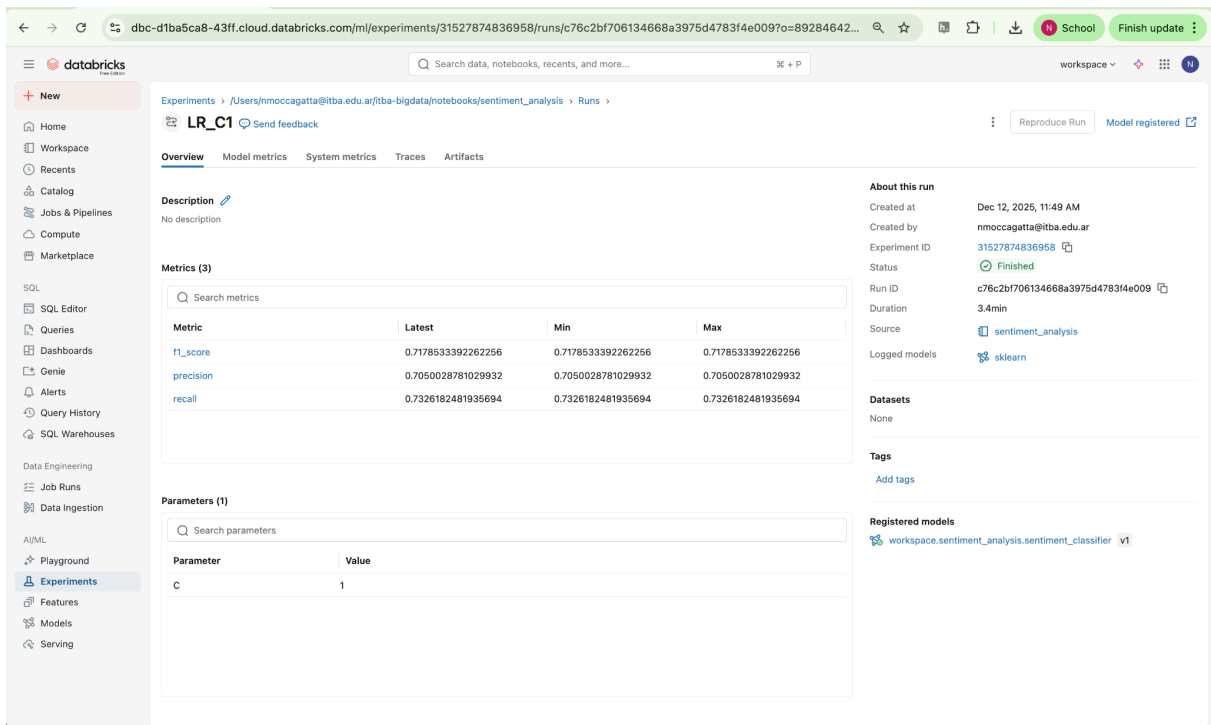 dbc-d1ba5ca8-43ff.cloud.databricks.com/ml/experiments/31527874836958/runs/c76c2bf706134668a3975d4783f4e009?o=89284642...
N School
Finish update
databricks
Free Edition
Search data, notebooks, recents, and more...
⌘ + P
workspace
N
New
Home
Workspace
Recents
Catalog
Jobs & Pipelines
Compute
Marketplace
SQL
SQL Editor
Queries
Dashboards
Genie
Alerts
Query History
SQL Warehouses
Data Engineering
Job Runs
Data Ingestion
AI/ML
Playground
Experiments
Features
Models
Serving
Experiments > /Users/nmoccagatta@itba.edu.ar/itba-bigdata/notebooks/sentiment_analysis > Runs >
LR_C1 Send feedback
Reproduce Run
Model registered
Overview Model metrics System metrics Traces Artifacts
Description
No description
Metrics (3)
Search metrics
Metric Latest Min Max
f1_score 0.7178533392262256 0.7178533392262256 0.7178533392262256
precision 0.7050028781029932 0.7050028781029932 0.7050028781029932
recall 0.7326182481935694 0.7326182481935694 0.7326182481935694
Parameters (1)
Search parameters
Parameter Value
C 1
About this run
Created at Dec 12, 2025, 11:49 AM
Created by nmoccagatta@itba.edu.ar
Experiment ID 31527874836958
Status Finished
Run ID c76c2bf706134668a3975d4783f4e009
Duration 3.4min
Source sentiment_analysis
Logged models sklearn
Datasets
None
Tags
Add tags
Registered models
workspace.sentiment_analysis.sentiment_classifier v1